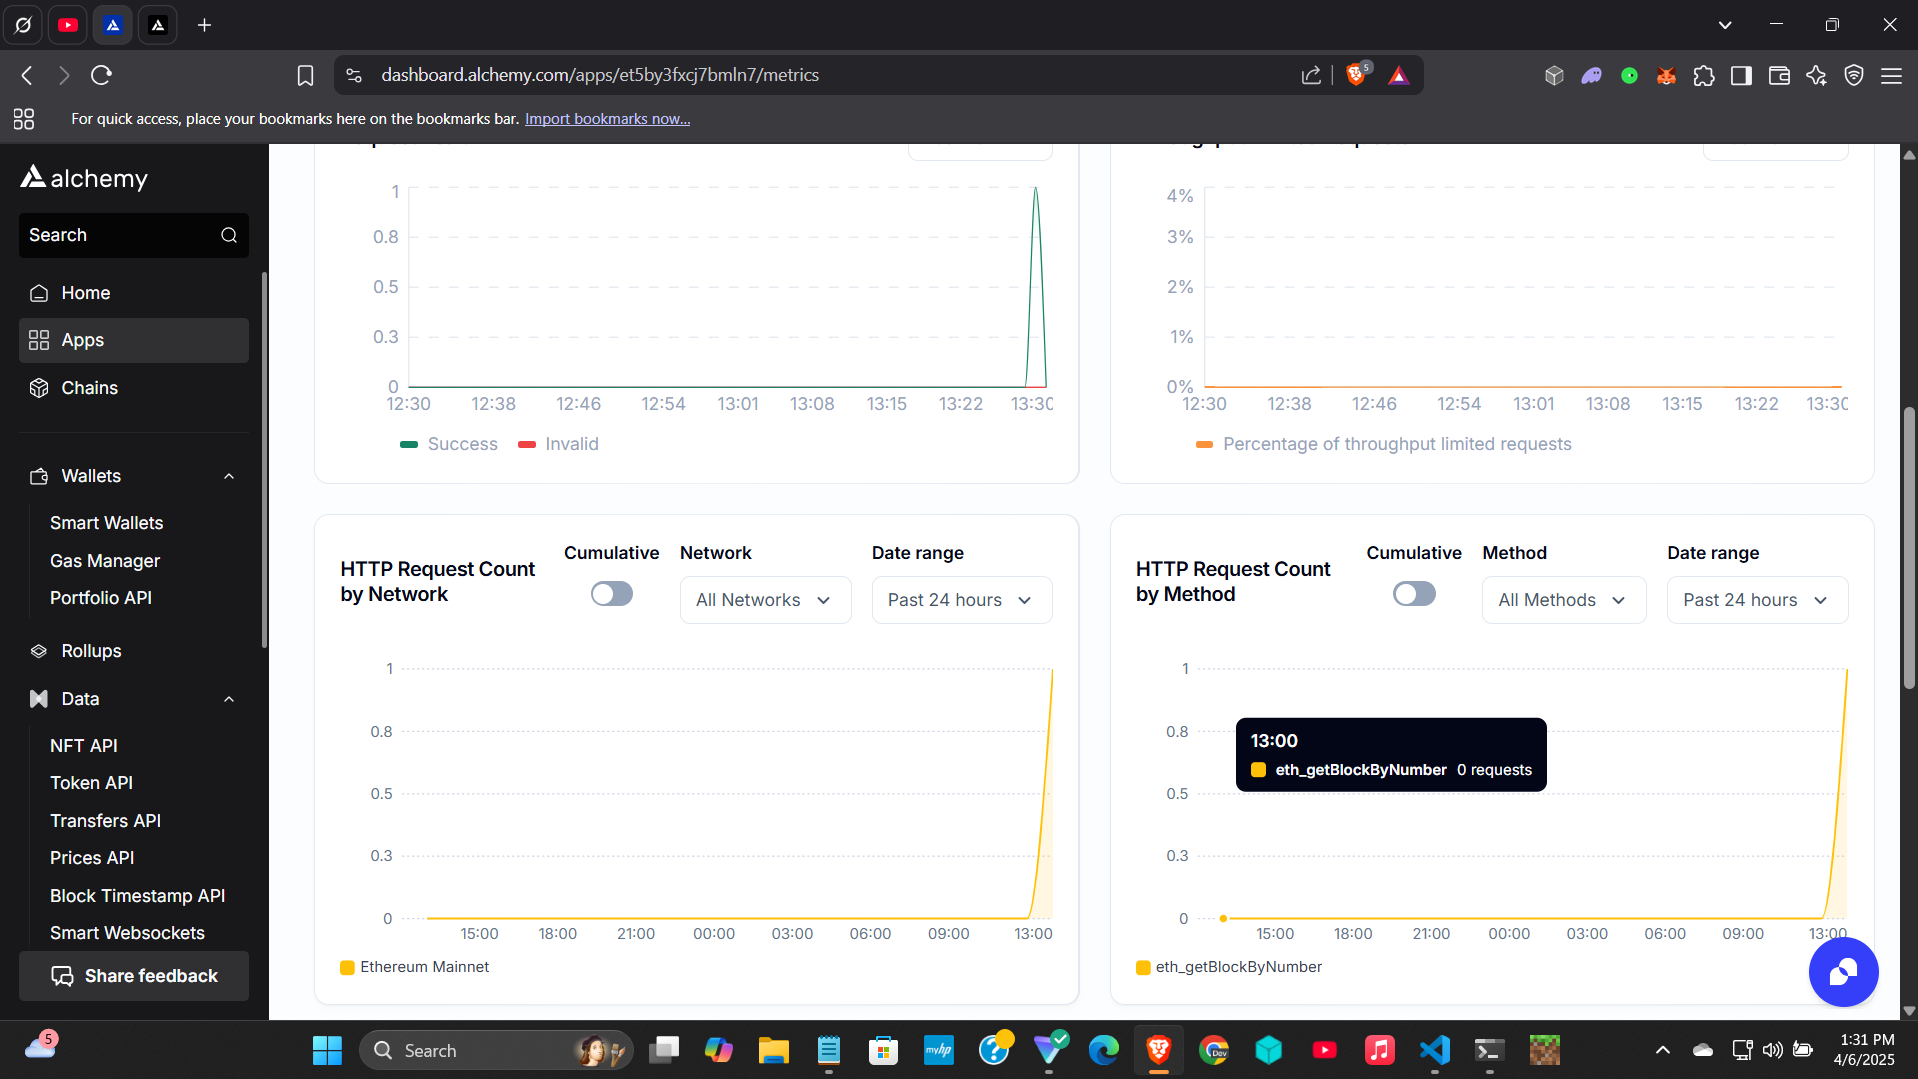 dashboard.alchemy.com/apps/et5by3fxcj7bmln7/metrics
5
For quick access, place your bookmarks here on the bookmarks bar. Import bookmarks now...
alchemy
Search
Home
Apps
Chains
Wallets
Smart Wallets
Gas Manager
Portfolio API
Rollups
Data
NFT API
Token API
Transfers API
Prices API
Block Timestamp API
Smart Websockets
Share feedback
1
0.8
0.5
0.3
0
12:30 12:38 12:46 12:54 13:01 13:08 13:15 13:22 13:30
Success Invalid
4%
3%
2%
1%
0%
12:30 12:38 12:46 12:54 13:01 13:08 13:15 13:22 13:30
Percentage of throughput limited requests
HTTP Request Count
by Network
Cumulative
Network
All Networks
Date range
Past 24 hours
1
0.8
0.5
0.3
0
15:00 18:00 21:00 00:00 03:00 06:00 09:00 13:00
Ethereum Mainnet
HTTP Request Count
by Method
Cumulative
Method
All Methods
Date range
Past 24 hours
1
0.8
0.5
0.3
0
13:00
eth_getBlockByNumber 0 requests
15:00 18:00 21:00 00:00 03:00 06:00 09:00 13:00
eth_getBlockByNumber
5
Search
myhp
Dev
1:31 PM
4/6/2025